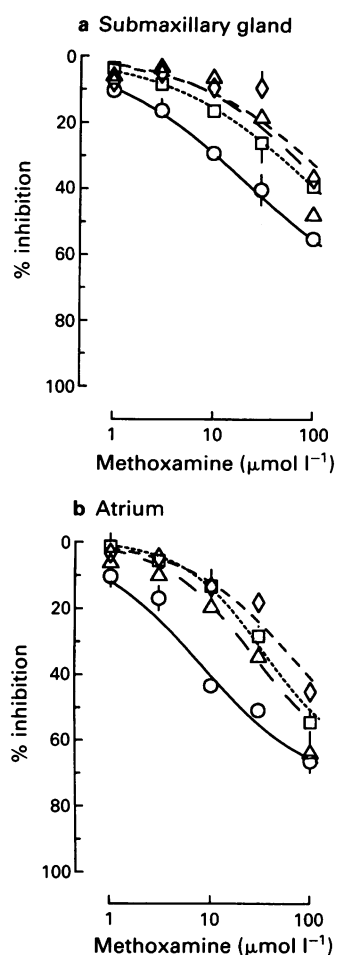 a Submaxillary gland
0
20
40
60
80
100
% inhibition
1 10 100
Methoxamine (μmol l⁻¹)
b Atrium
0
20
40
60
80
100
% inhibition
1 10 100
Methoxamine (μmol l⁻¹)